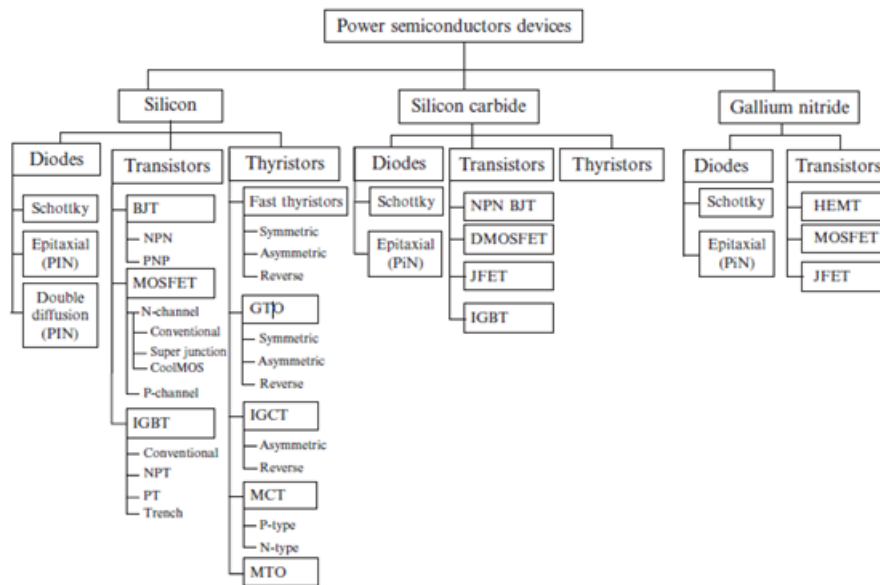 Power semiconductors devices
Silicon
Silicon carbide
Gallium nitride
Diodes
Transistors
Thyristors
Diodes
Transistors
Thyristors
Diodes
Transistors
Schottky
Epitaxial
(PIN)
Double
diffusion
(PIN)
BJT
NPN
PNP
MOSFET
N-channel
Conventional
Super junction
CoolMOS
P-channel
IGBT
Conventional
NPT
PT
Trench
Fast thyristors
Symmetric
Asymmetric
Reverse
GTO
Symmetric
Asymmetric
Reverse
IGCT
Asymmetric
Reverse
MCT
P-type
N-type
MTO
Schottky
Epitaxial
(PiN)
NPN BJT
DMOSFET
JFET
IGBT
Schottky
Epitaxial
(PiN)
HEMT
MOSFET
JFET